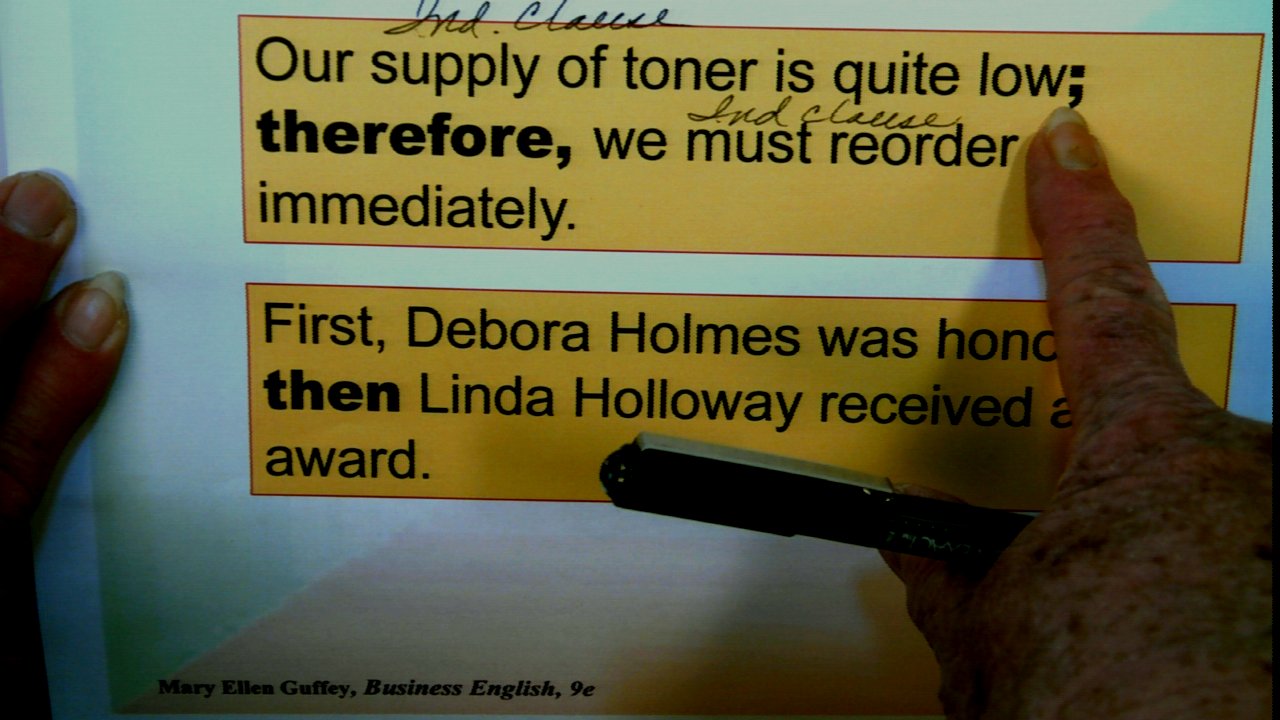 Ind. Clause
Our supply of toner is quite low;
Ind clause
therefore, we must reorder
immediately.
First, Debora Holmes was
then Linda Holloway received
award.
Mary Ellen Guffey, Business English, 9e